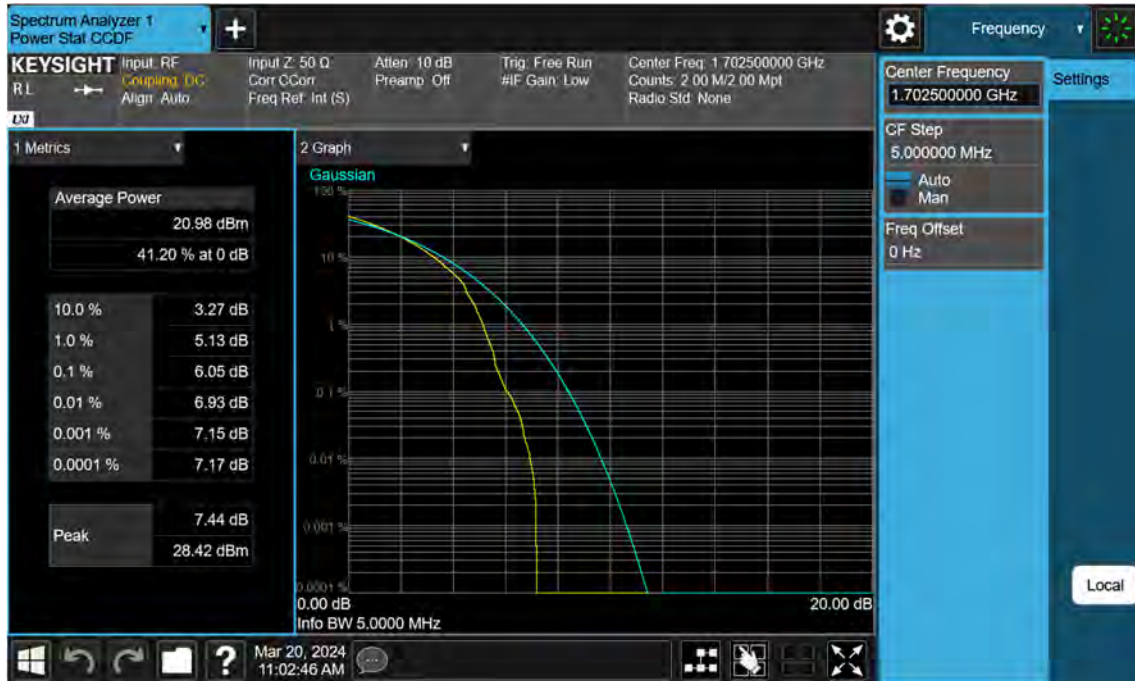 Spectrum Analyzer 1
Power Stat CCDF
+
Frequency
KEYSIGHT
RL
LXI
Input: RF
Coupling: DC
Align: Auto
Input Z: 50 Ω
Corr CCorr
Freq Ref: Int (S)
Atten: 10 dB
Preamp: Off
Trig: Free Run
#IF Gain: Low
Center Freq: 1.702500000 GHz
Counts: 2.00 M/2.00 Mpt
Radio Std: None
Center Frequency
1.702500000 GHz
Settings
CF Step
5.000000 MHz
Auto
Man
Freq Offset
0 Hz
Local
1 Metrics
Average Power
20.98 dBm
41.20 % at 0 dB
10.0 % 3.27 dB
1.0 % 5.13 dB
0.1 % 6.05 dB
0.01 % 6.93 dB
0.001 % 7.15 dB
0.0001 % 7.17 dB
Peak
7.44 dB
28.42 dBm
2 Graph
Gaussian
100 %
10 %
1 %
0.1 %
0.01 %
0.001 %
0.0001 %
0.00 dB
20.00 dB
Info BW 5.0000 MHz
?
Mar 20, 2024
11:02:46 AM